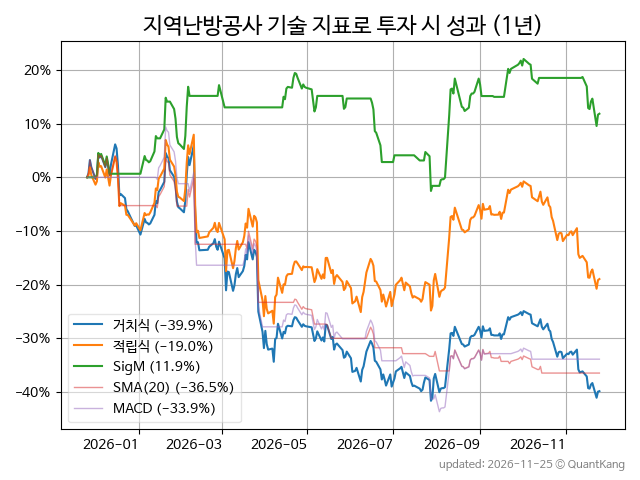 지역난방공사 기술 지표로 투자 시 성과 (1년)
20%
10%
0%
−10%
−20%
−30%
−40%
거치식 (−39.9%)
적립식 (−19.0%)
SigM (11.9%)
SMA(20) (−36.5%)
MACD (−33.9%)
2026-01
2026-03
2026-05
2026-07
2026-09
2026-11
updated: 2026-11-25 © QuantKang